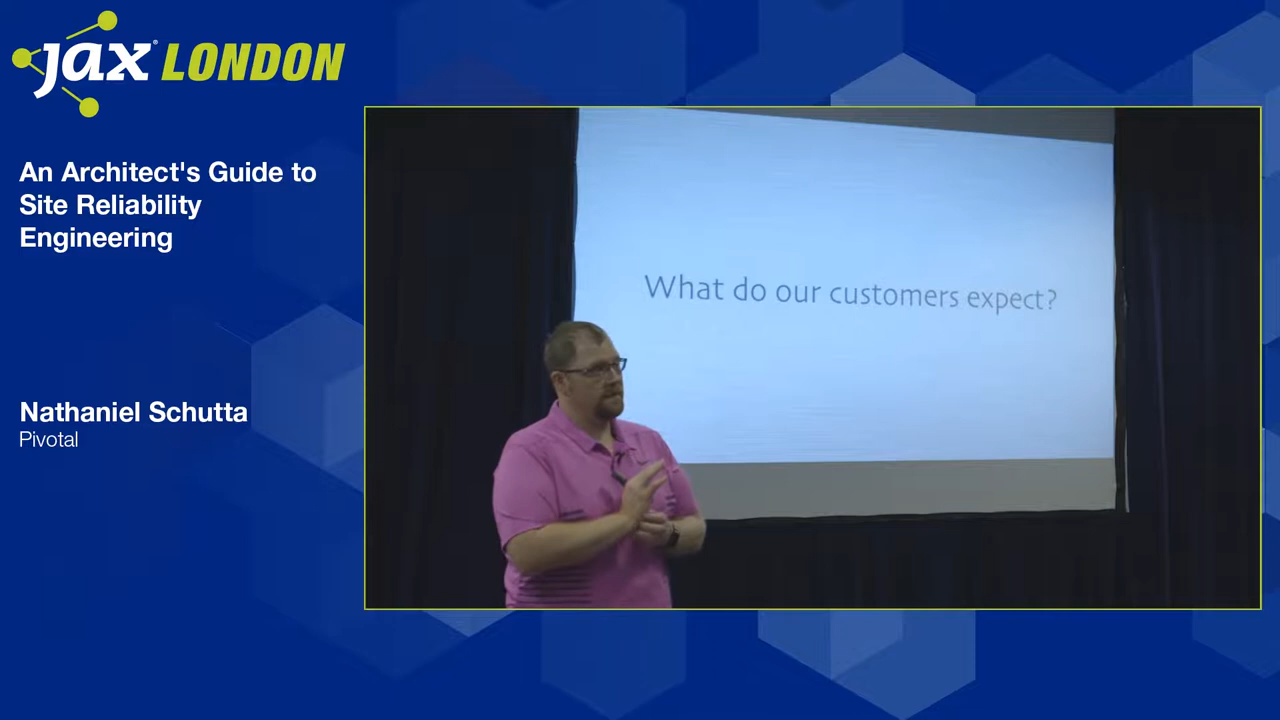 jax® LONDON
An Architect's Guide to
Site Reliability
Engineering
Nathaniel Schutta
Pivotal
What do our customers expect?